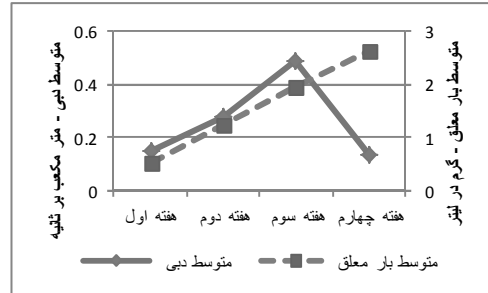 متوسط دبی - متر مکعب بر ثانیه
0.6
0.4
0.2
0
3
2
1
0
متوسط بار معلق - گرم در لیتر
هفته اول هفته دوم هفته سوم هفته چهارم
متوسط دبی متوسط بار معلق